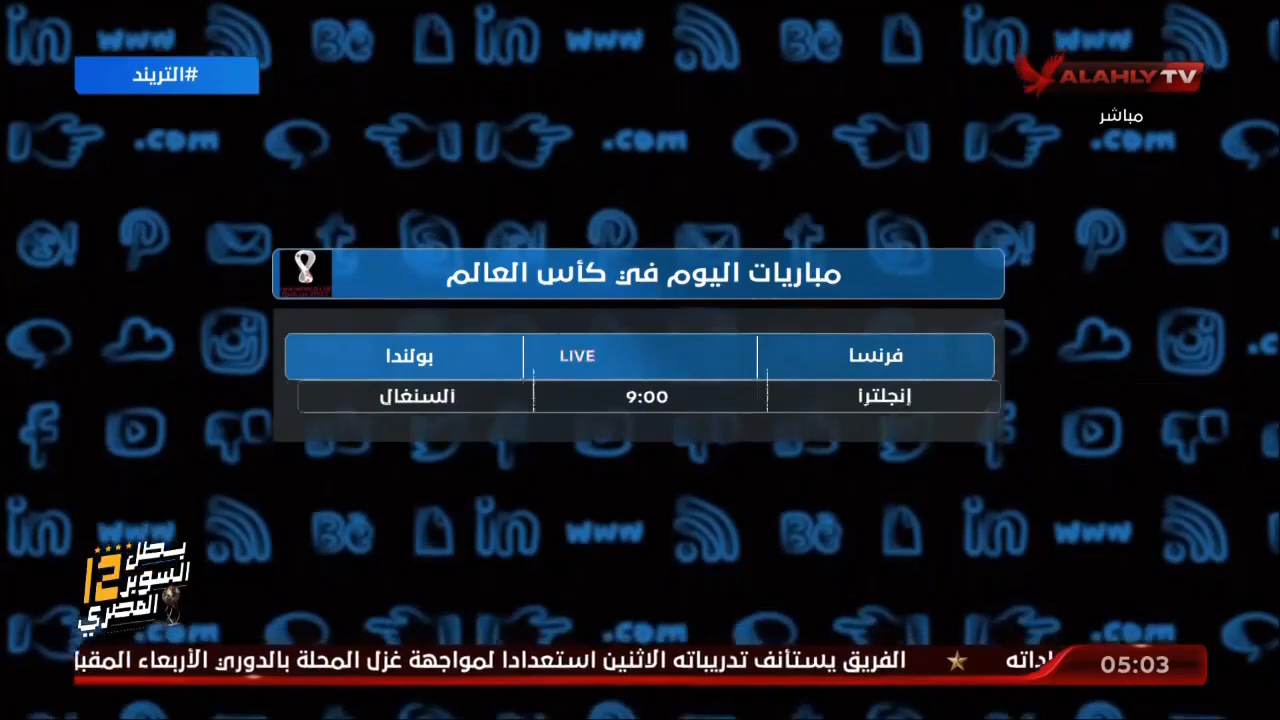 #التريند
ALAHLY TV
مباشر
مباريات اليوم في كأس العالم
فرنسا LIVE بولندا
إنجلترا 9:00 السنغال
بطل
السوبر 12
المصري
اداته ★ الفريق يستأنف تدريباته الاثنين استعدادا لمواجهة غزل المحلة بالدوري الأربعاء المقبل
05:03